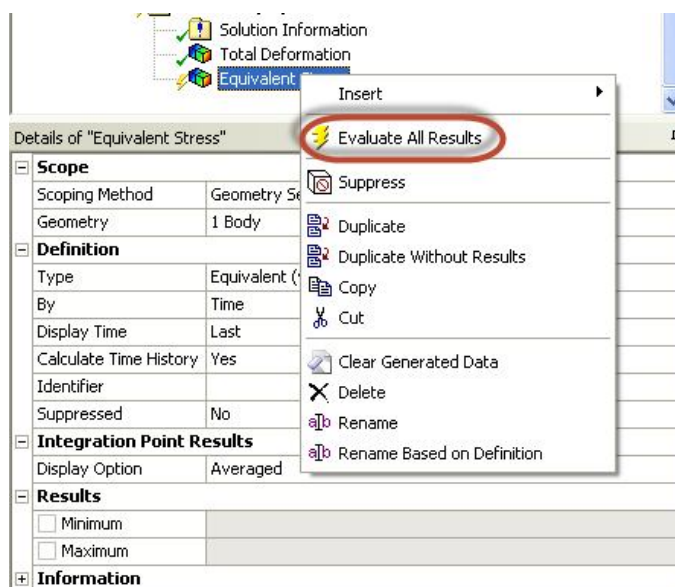 Solution Information
Total Deformation
Equivalent
Insert
Details of "Equivalent Stress"
Evaluate All Results
Scope
Scoping Method
Geometry
Suppress
Geometry
1 Body
Duplicate
Definition
Duplicate Without Results
Type
Equivalent
Copy
By
Time
Cut
Display Time
Last
Calculate Time History
Yes
Clear Generated Data
Identifier
Delete
Suppressed
No
Rename
Integration Point Results
Rename Based on Definition
Display Option
Averaged
Results
Minimum
Maximum
Information